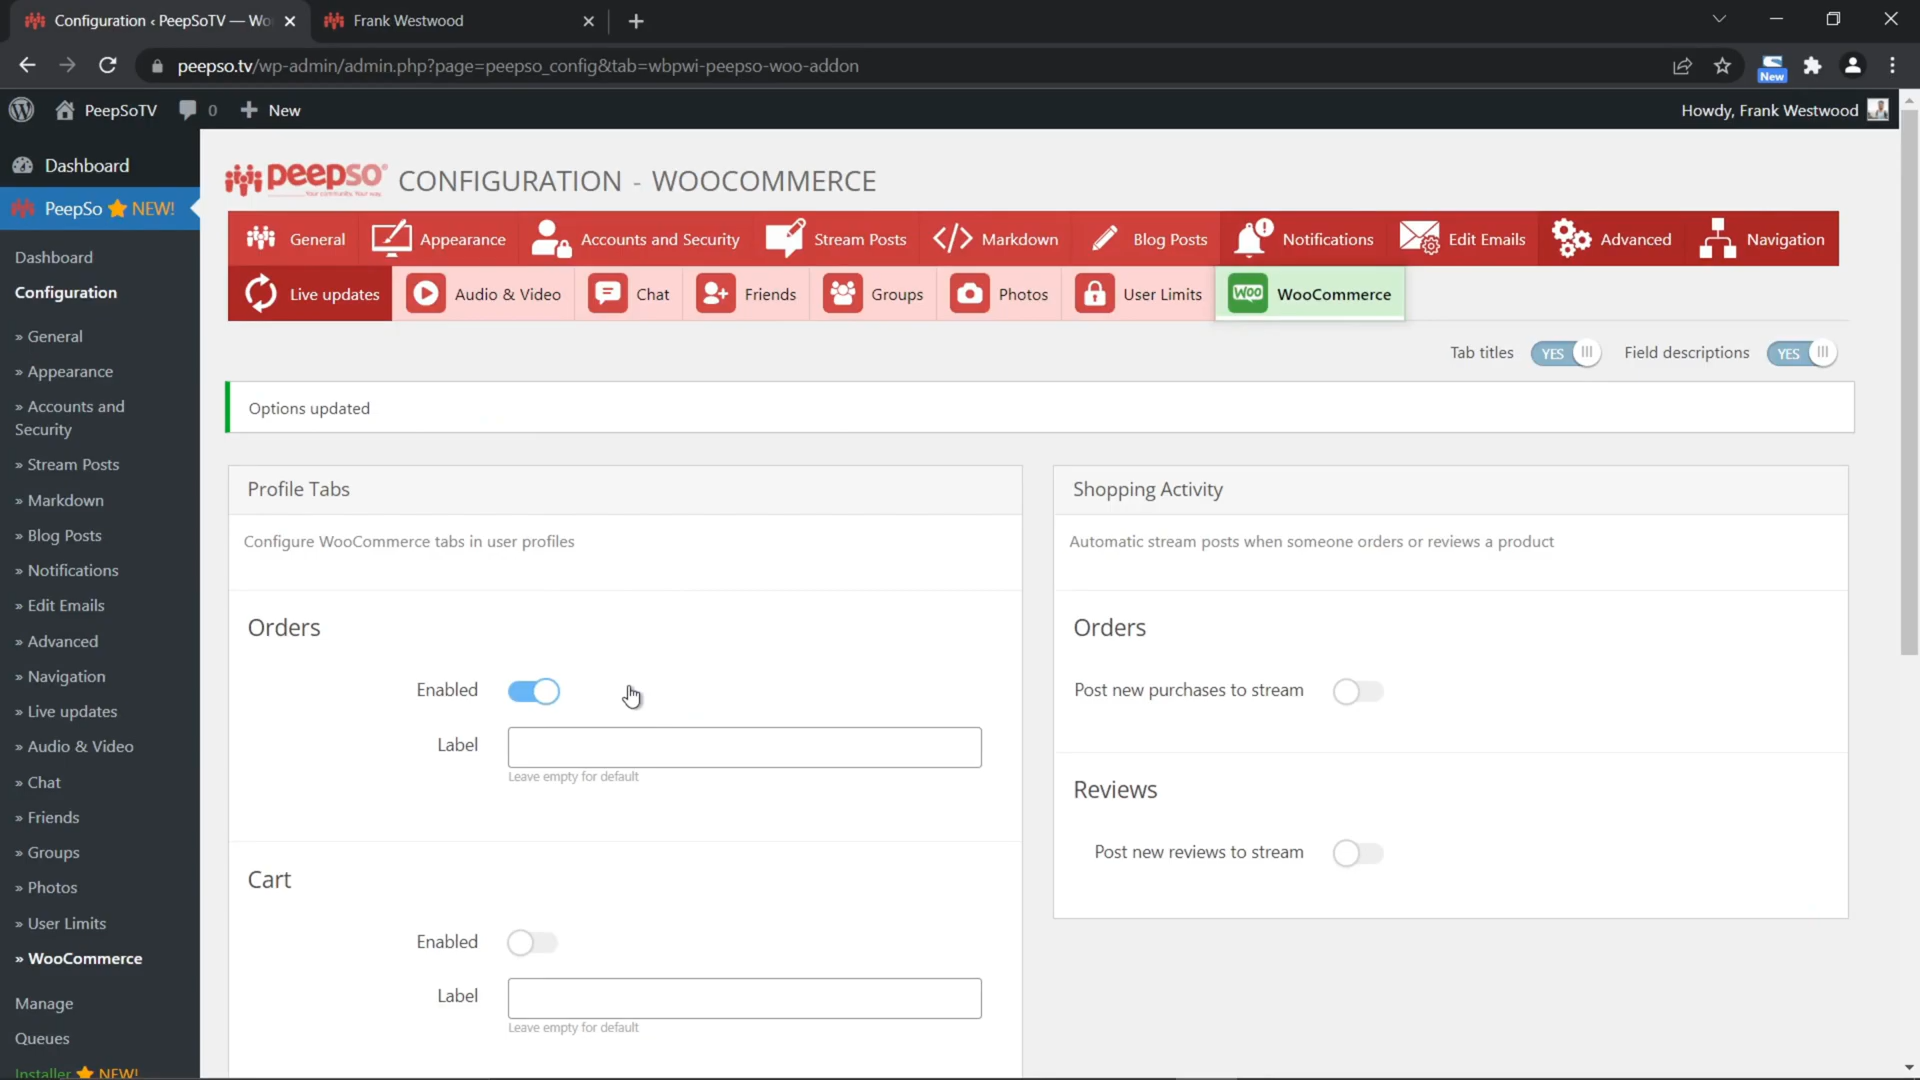 Configuration ‹ PeepSoTV — Wo
Frank Westwood
peepso.tv/wp-admin/admin.php?page=peepso_config&tab=wbpwi-peepso-woo-addon
New
PeepSoTV
0
New
Howdy, Frank Westwood
Dashboard
PeepSo NEW!
Dashboard
Configuration
» General
» Appearance
» Accounts and
Security
» Stream Posts
» Markdown
» Blog Posts
» Notifications
» Edit Emails
» Advanced
» Navigation
» Live updates
» Audio & Video
» Chat
» Friends
» Groups
» Photos
» User Limits
» WooCommerce
Manage
Queues
Installer NEW!
peepso
Your community. Your way.
CONFIGURATION - WOOCOMMERCE
General
Appearance
Accounts and Security
Stream Posts
</> Markdown
Blog Posts
Notifications
Edit Emails
Advanced
Navigation
Live updates
Audio & Video
Chat
Friends
Groups
Photos
User Limits
woo
WooCommerce
Tab titles YES
Field descriptions YES
Options updated
Profile Tabs
Configure WooCommerce tabs in user profiles
Orders
Enabled
Label
Leave empty for default
Cart
Enabled
Label
Leave empty for default
Shopping Activity
Automatic stream posts when someone orders or reviews a product
Orders
Post new purchases to stream
Reviews
Post new reviews to stream